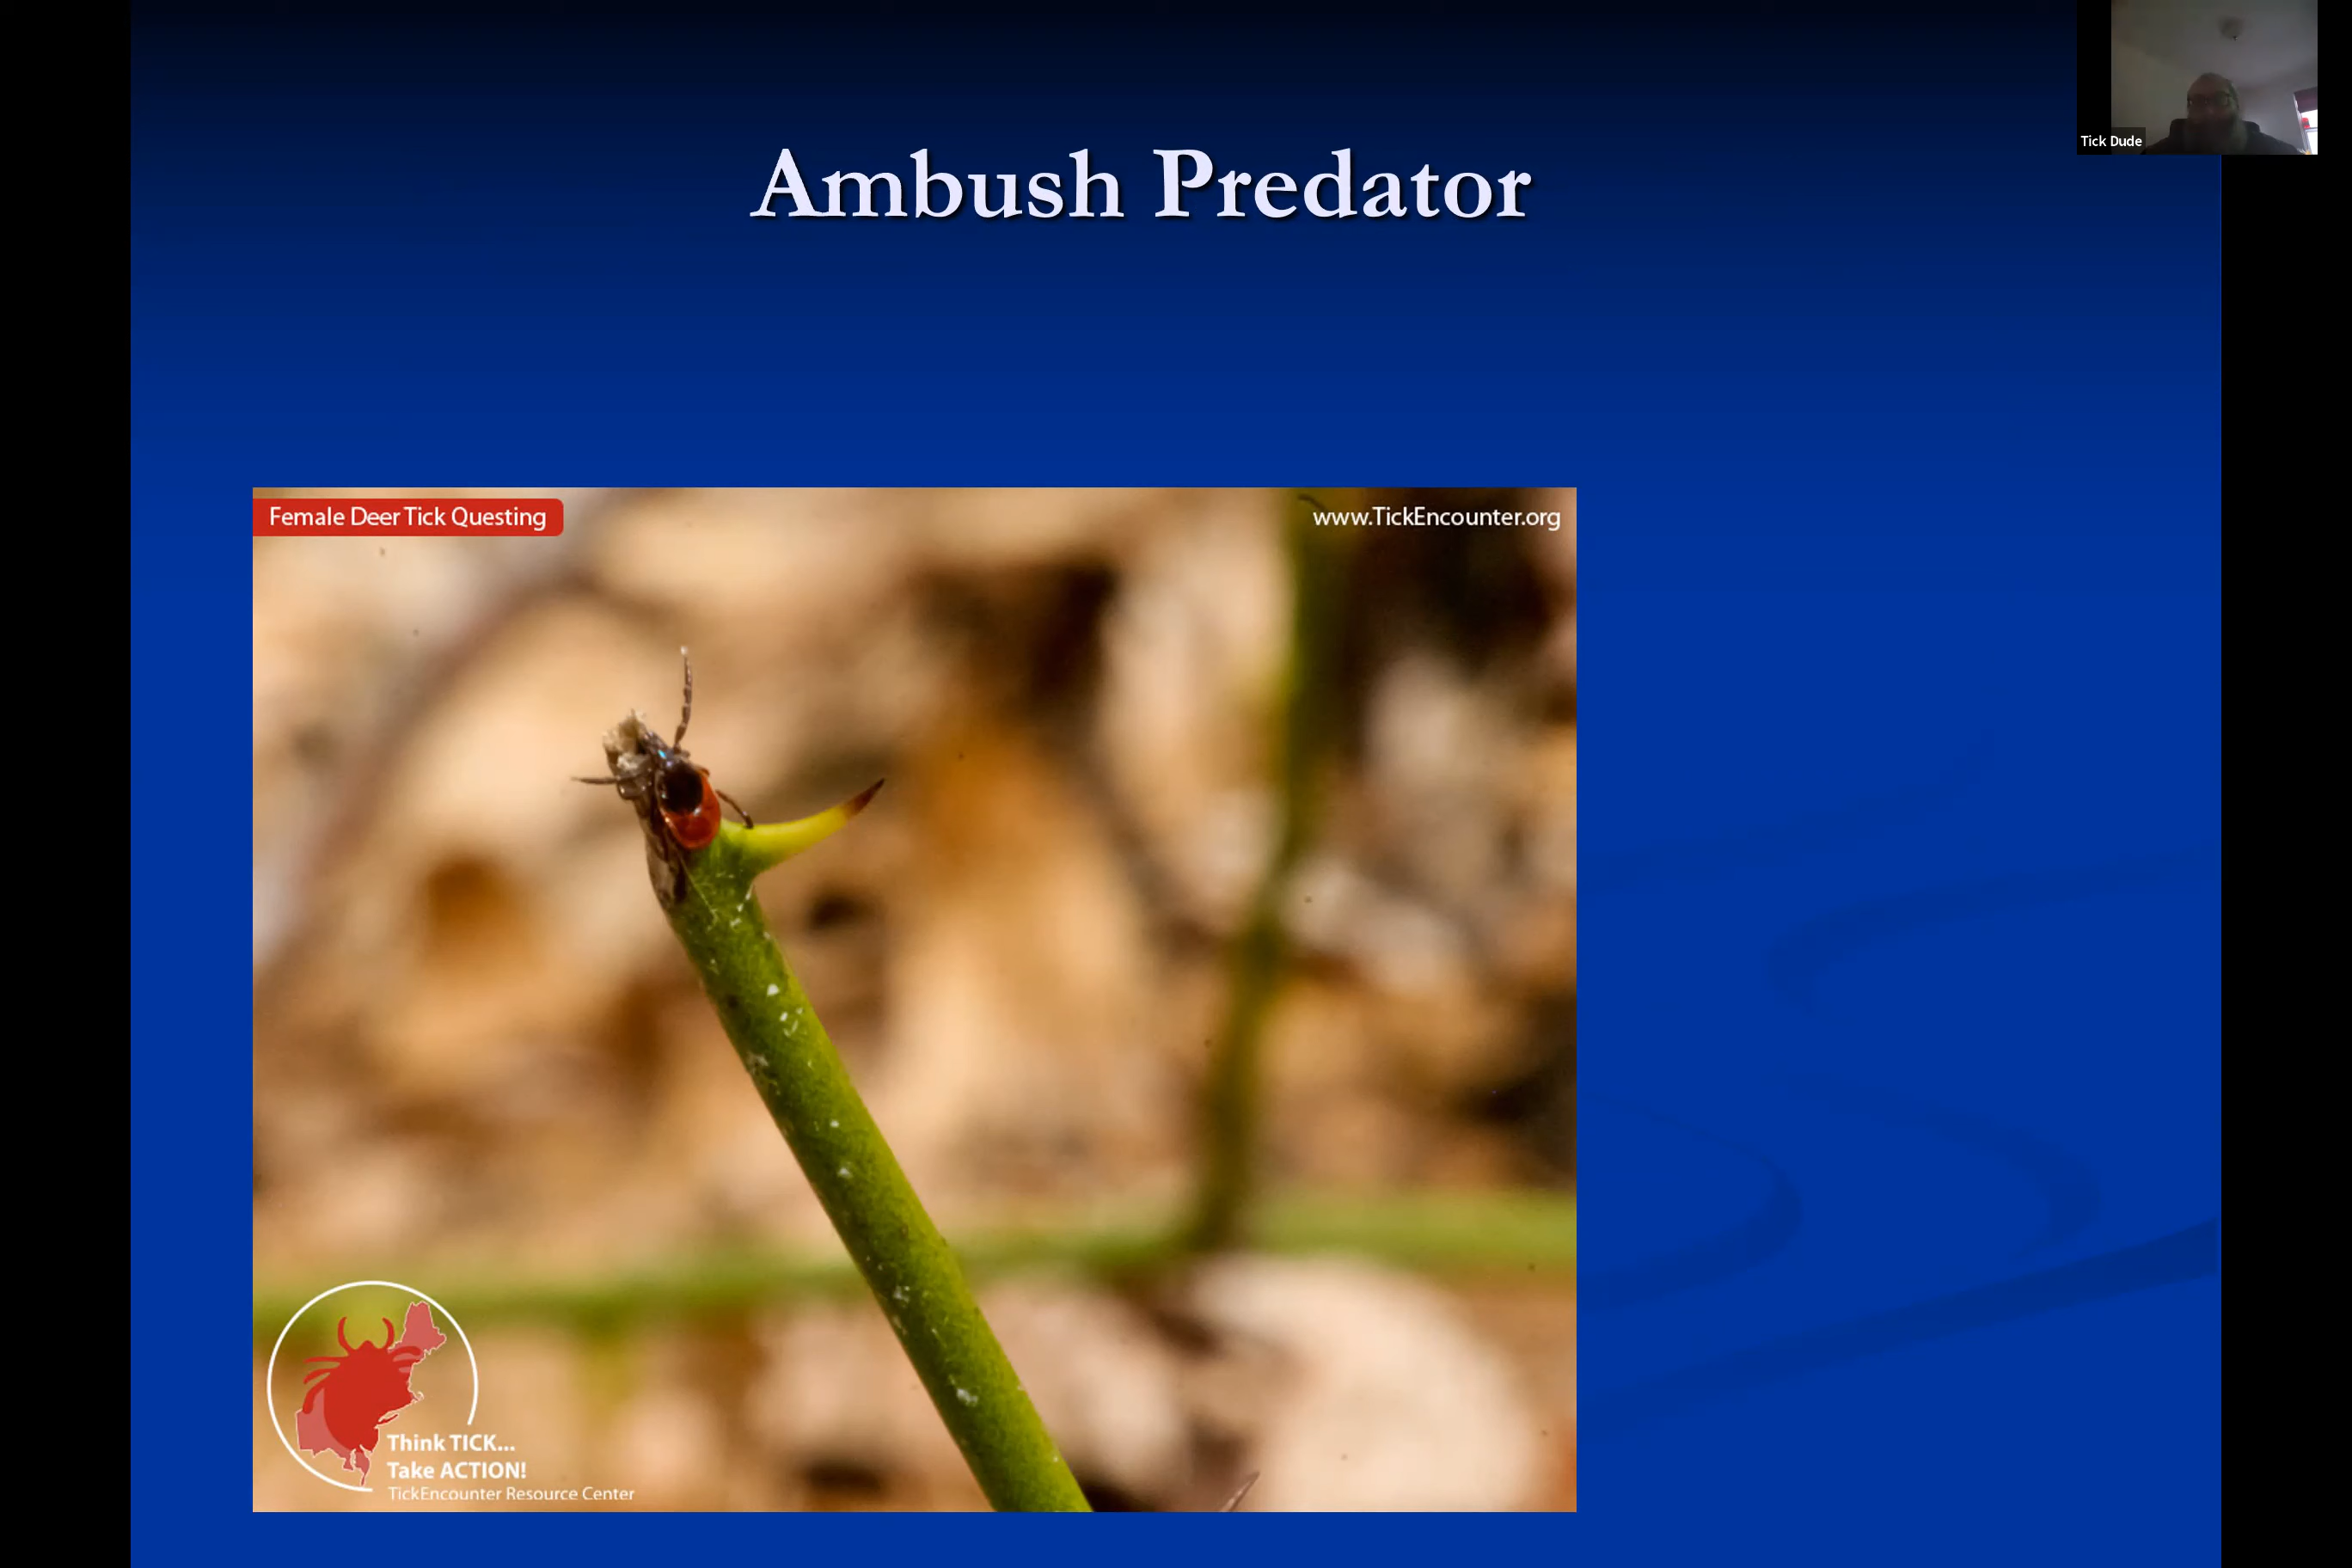 Tick Dude
Ambush Predator
Female Deer Tick Questing
www.TickEncounter.org
Think TICK...
Take ACTION!
TickEncounter Resource Center